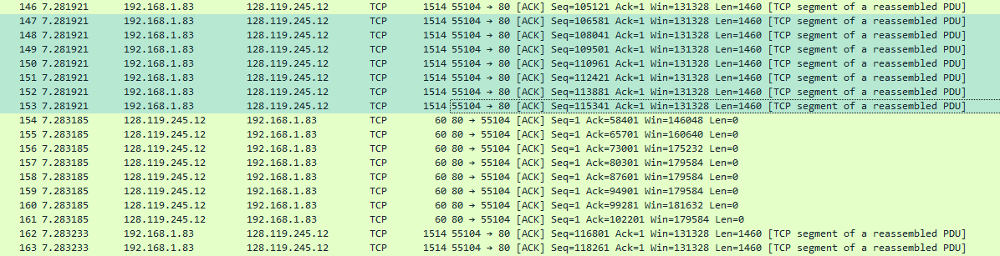 146 7.281921 192.168.1.83 128.119.245.12 TCP 1514 55104 → 80 [ACK] Seq=105121 Ack=1 Win=131328 Len=1460 [TCP segment of a reassembled PDU]
147 7.281921 192.168.1.83 128.119.245.12 TCP 1514 55104 → 80 [ACK] Seq=106581 Ack=1 Win=131328 Len=1460 [TCP segment of a reassembled PDU]
148 7.281921 192.168.1.83 128.119.245.12 TCP 1514 55104 → 80 [ACK] Seq=108041 Ack=1 Win=131328 Len=1460 [TCP segment of a reassembled PDU]
149 7.281921 192.168.1.83 128.119.245.12 TCP 1514 55104 → 80 [ACK] Seq=109501 Ack=1 Win=131328 Len=1460 [TCP segment of a reassembled PDU]
150 7.281921 192.168.1.83 128.119.245.12 TCP 1514 55104 → 80 [ACK] Seq=110961 Ack=1 Win=131328 Len=1460 [TCP segment of a reassembled PDU]
151 7.281921 192.168.1.83 128.119.245.12 TCP 1514 55104 → 80 [ACK] Seq=112421 Ack=1 Win=131328 Len=1460 [TCP segment of a reassembled PDU]
152 7.281921 192.168.1.83 128.119.245.12 TCP 1514 55104 → 80 [ACK] Seq=113881 Ack=1 Win=131328 Len=1460 [TCP segment of a reassembled PDU]
153 7.281921 192.168.1.83 128.119.245.12 TCP 1514 55104 → 80 [ACK] Seq=115341 Ack=1 Win=131328 Len=1460 [TCP segment of a reassembled PDU]
154 7.283185 128.119.245.12 192.168.1.83 TCP 60 80 → 55104 [ACK] Seq=1 Ack=58401 Win=146048 Len=0
155 7.283185 128.119.245.12 192.168.1.83 TCP 60 80 → 55104 [ACK] Seq=1 Ack=65701 Win=160640 Len=0
156 7.283185 128.119.245.12 192.168.1.83 TCP 60 80 → 55104 [ACK] Seq=1 Ack=73001 Win=175232 Len=0
157 7.283185 128.119.245.12 192.168.1.83 TCP 60 80 → 55104 [ACK] Seq=1 Ack=80301 Win=179584 Len=0
158 7.283185 128.119.245.12 192.168.1.83 TCP 60 80 → 55104 [ACK] Seq=1 Ack=87601 Win=179584 Len=0
159 7.283185 128.119.245.12 192.168.1.83 TCP 60 80 → 55104 [ACK] Seq=1 Ack=94901 Win=179584 Len=0
160 7.283185 128.119.245.12 192.168.1.83 TCP 60 80 → 55104 [ACK] Seq=1 Ack=99281 Win=181632 Len=0
161 7.283185 128.119.245.12 192.168.1.83 TCP 60 80 → 55104 [ACK] Seq=1 Ack=102201 Win=179584 Len=0
162 7.283233 192.168.1.83 128.119.245.12 TCP 1514 55104 → 80 [ACK] Seq=116801 Ack=1 Win=131328 Len=1460 [TCP segment of a reassembled PDU]
163 7.283233 192.168.1.83 128.119.245.12 TCP 1514 55104 → 80 [ACK] Seq=118261 Ack=1 Win=131328 Len=1460 [TCP segment of a reassembled PDU]